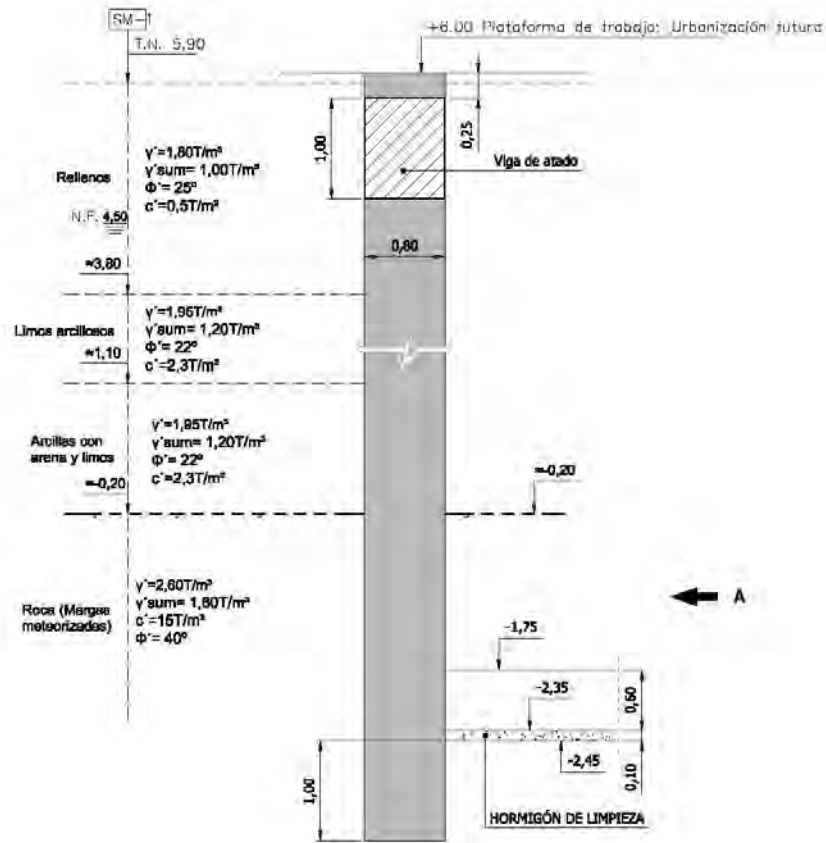 SM-1
T.N. 5,90
+6.00 Plataforma de trabajo: Urbanización futura
1,00
0,25
Viga de atado
Rellenos
γ'=1,80T/m³
γ'sum= 1,00T/m³
Φ'= 25º
c'=0,5T/m²
N.F. 4,50
0,80
≈3,80
Limos arcillosos
γ'=1,95T/m³
γ'sum= 1,20T/m³
Φ'= 22º
c'=2,3T/m²
≈1,10
Arcillas con
arena y limos
γ'=1,95T/m³
γ'sum= 1,20T/m³
Φ'= 22º
c'=2,3T/m²
≈-0,20
≈-0,20
Roca (Margas
meteorizadas)
γ'=2,60T/m³
γ'sum= 1,60T/m³
c'=15T/m²
Φ'= 40º
A
-1,75
-2,35
0,60
-2,45
0,10
1,00
HORMIGÓN DE LIMPIEZA